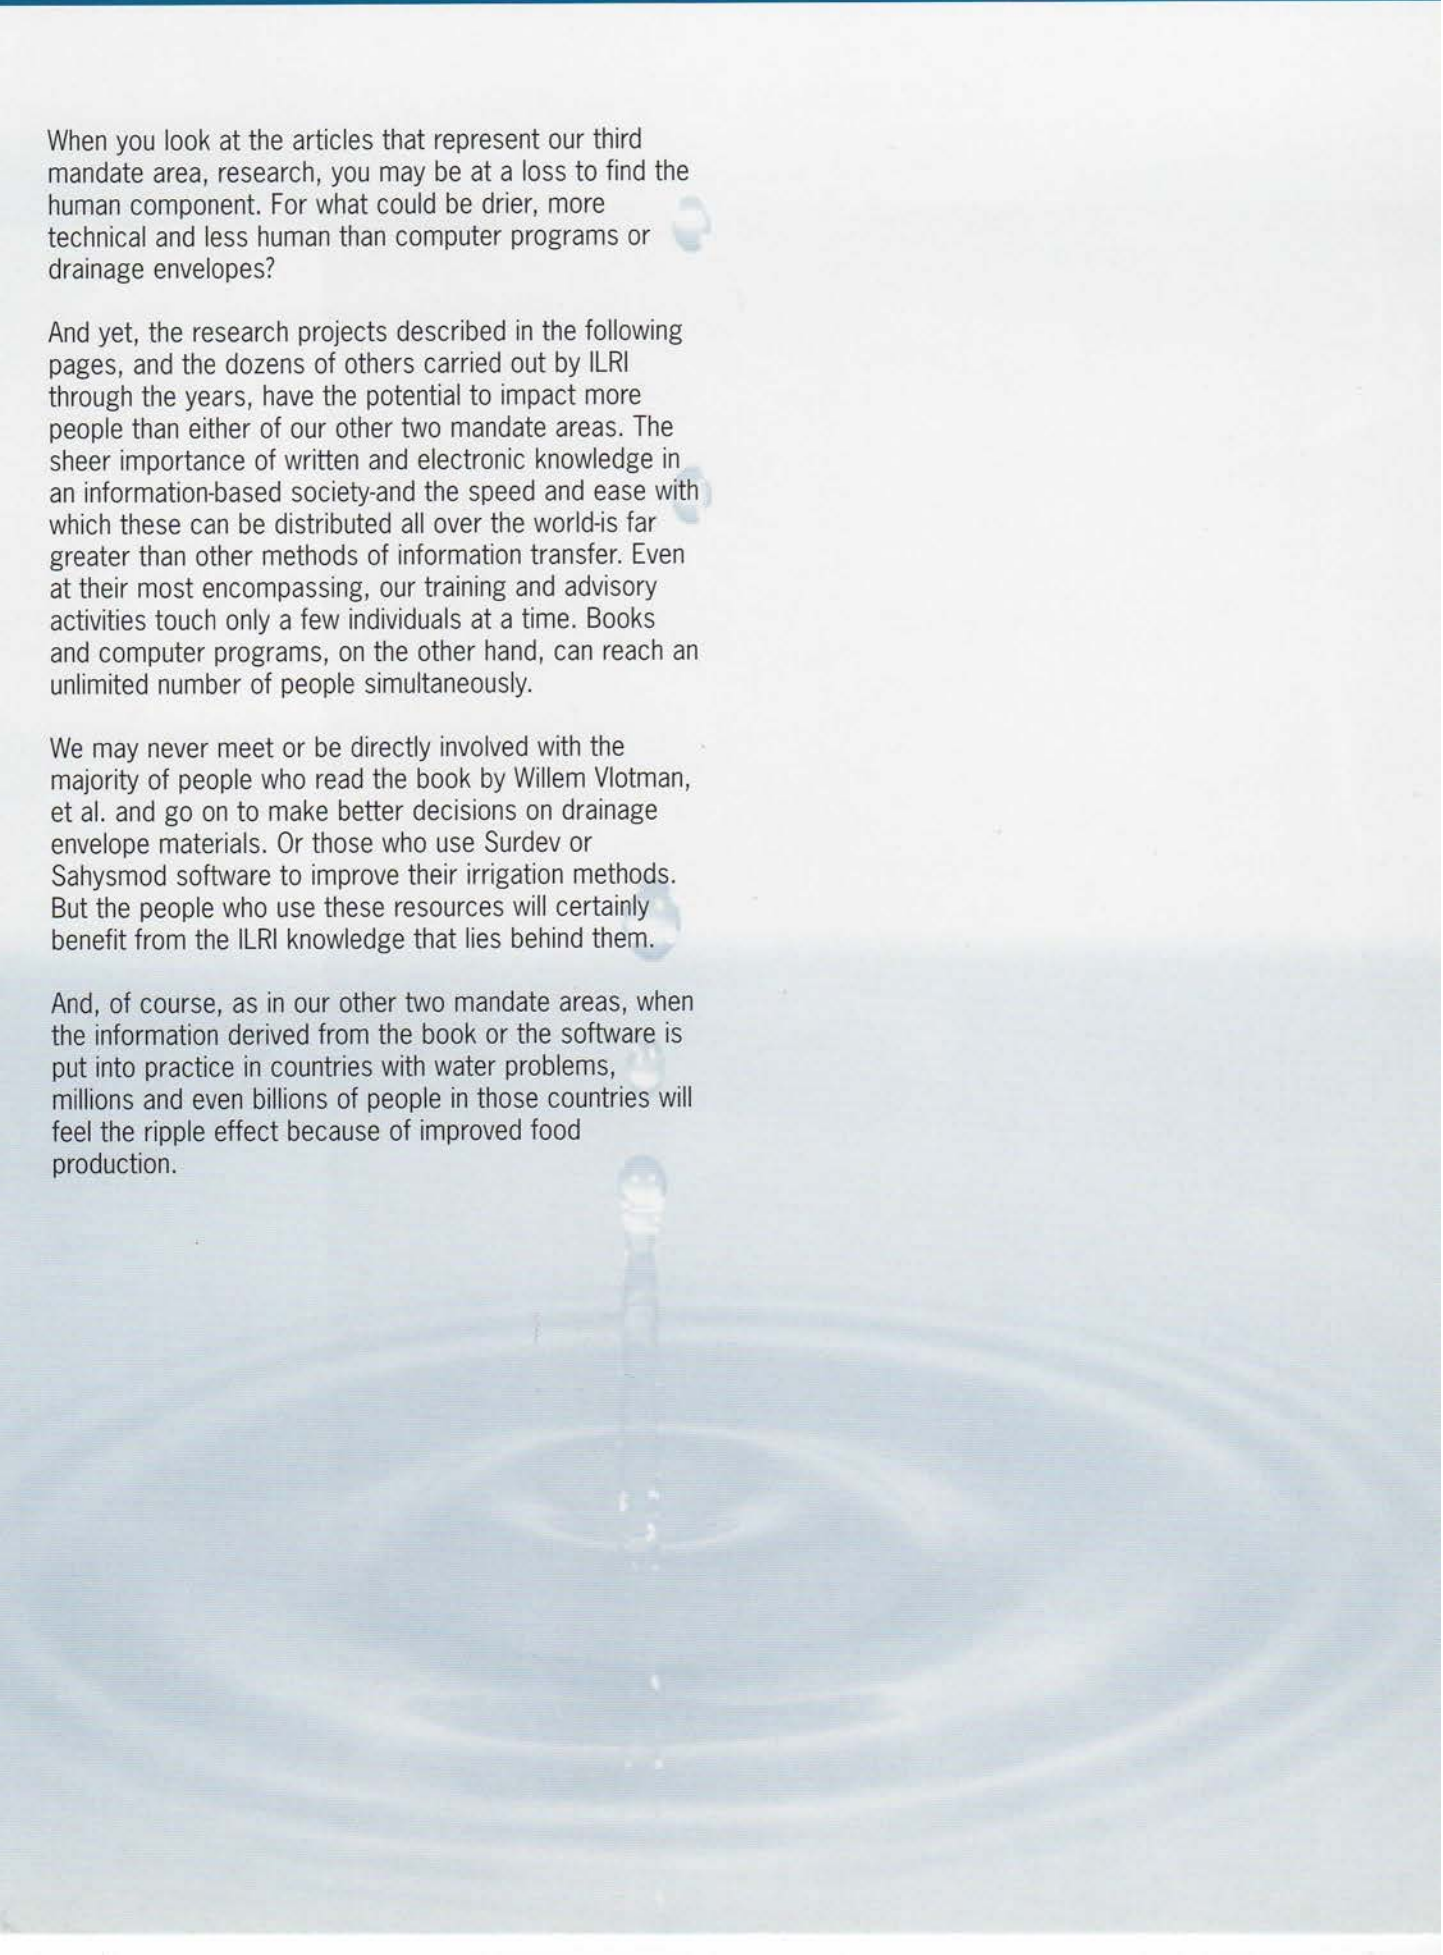 When you look at the articles that represent our third
mandate area, research, you may be at a loss to find the
human component. For what could be drier, more
technical and less human than computer programs or
drainage envelopes?
And yet, the research projects described in the following
pages, and the dozens of others carried out by ILRI
through the years, have the potential to impact more
people than either of our other two mandate areas. The
sheer importance of written and electronic knowledge in
an information-based society-and the speed and ease with
which these can be distributed all over the world-is far
greater than other methods of information transfer. Even
at their most encompassing, our training and advisory
activities touch only a few individuals at a time. Books
and computer programs, on the other hand, can reach an
unlimited number of people simultaneously.
We may never meet or be directly involved with the
majority of people who read the book by Willem Vlotman,
et al. and go on to make better decisions on drainage
envelope materials. Or those who use Surdev or
Sahysmod software to improve their irrigation methods.
But the people who use these resources will certainly
benefit from the ILRI knowledge that lies behind them.
And, of course, as in our other two mandate areas, when
the information derived from the book or the software is
put into practice in countries with water problems,
millions and even billions of people in those countries will
feel the ripple effect because of improved food
production.